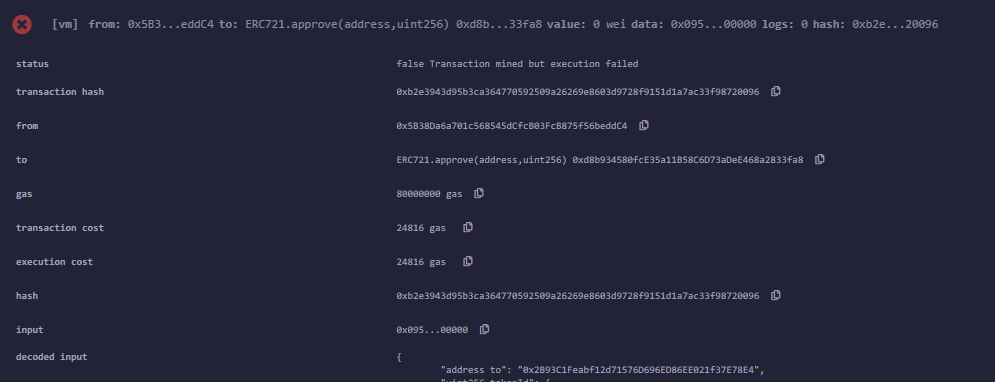 [vm] from: 0x5B3...eddC4 to: ERC721.approve(address,uint256) 0xd8b...33fa8 value: 0 wei data: 0x095...00000 logs: 0 hash: 0xb2e...20096
status false Transaction mined but execution failed
transaction hash 0xb2e3943d95b3ca364770592509a26269e8603d9728f9151d1a7ac33f98720096
from 0x5B38Da6a701c568545dCfcB03FcB875f56beddC4
to ERC721.approve(address,uint256) 0xd8b934580fcE35a11B58C6D73aDeE468a2833fa8
gas 80000000 gas
transaction cost 24816 gas
execution cost 24816 gas
hash 0xb2e3943d95b3ca364770592509a26269e8603d9728f9151d1a7ac33f98720096
input 0x095...00000
decoded input {
"address to": "0x2B93C1Feabf12d71576D696ED86EE021f37E78E4",
"uint256 tokenId": {